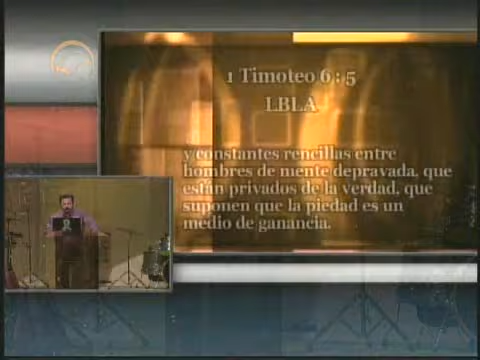 1 Timoteo 6 : 5
LBLA
y constantes rencillas entre
hombres de mente depravada, que
están privados de la verdad, que
suponen que la piedad es un
medio de ganancia.